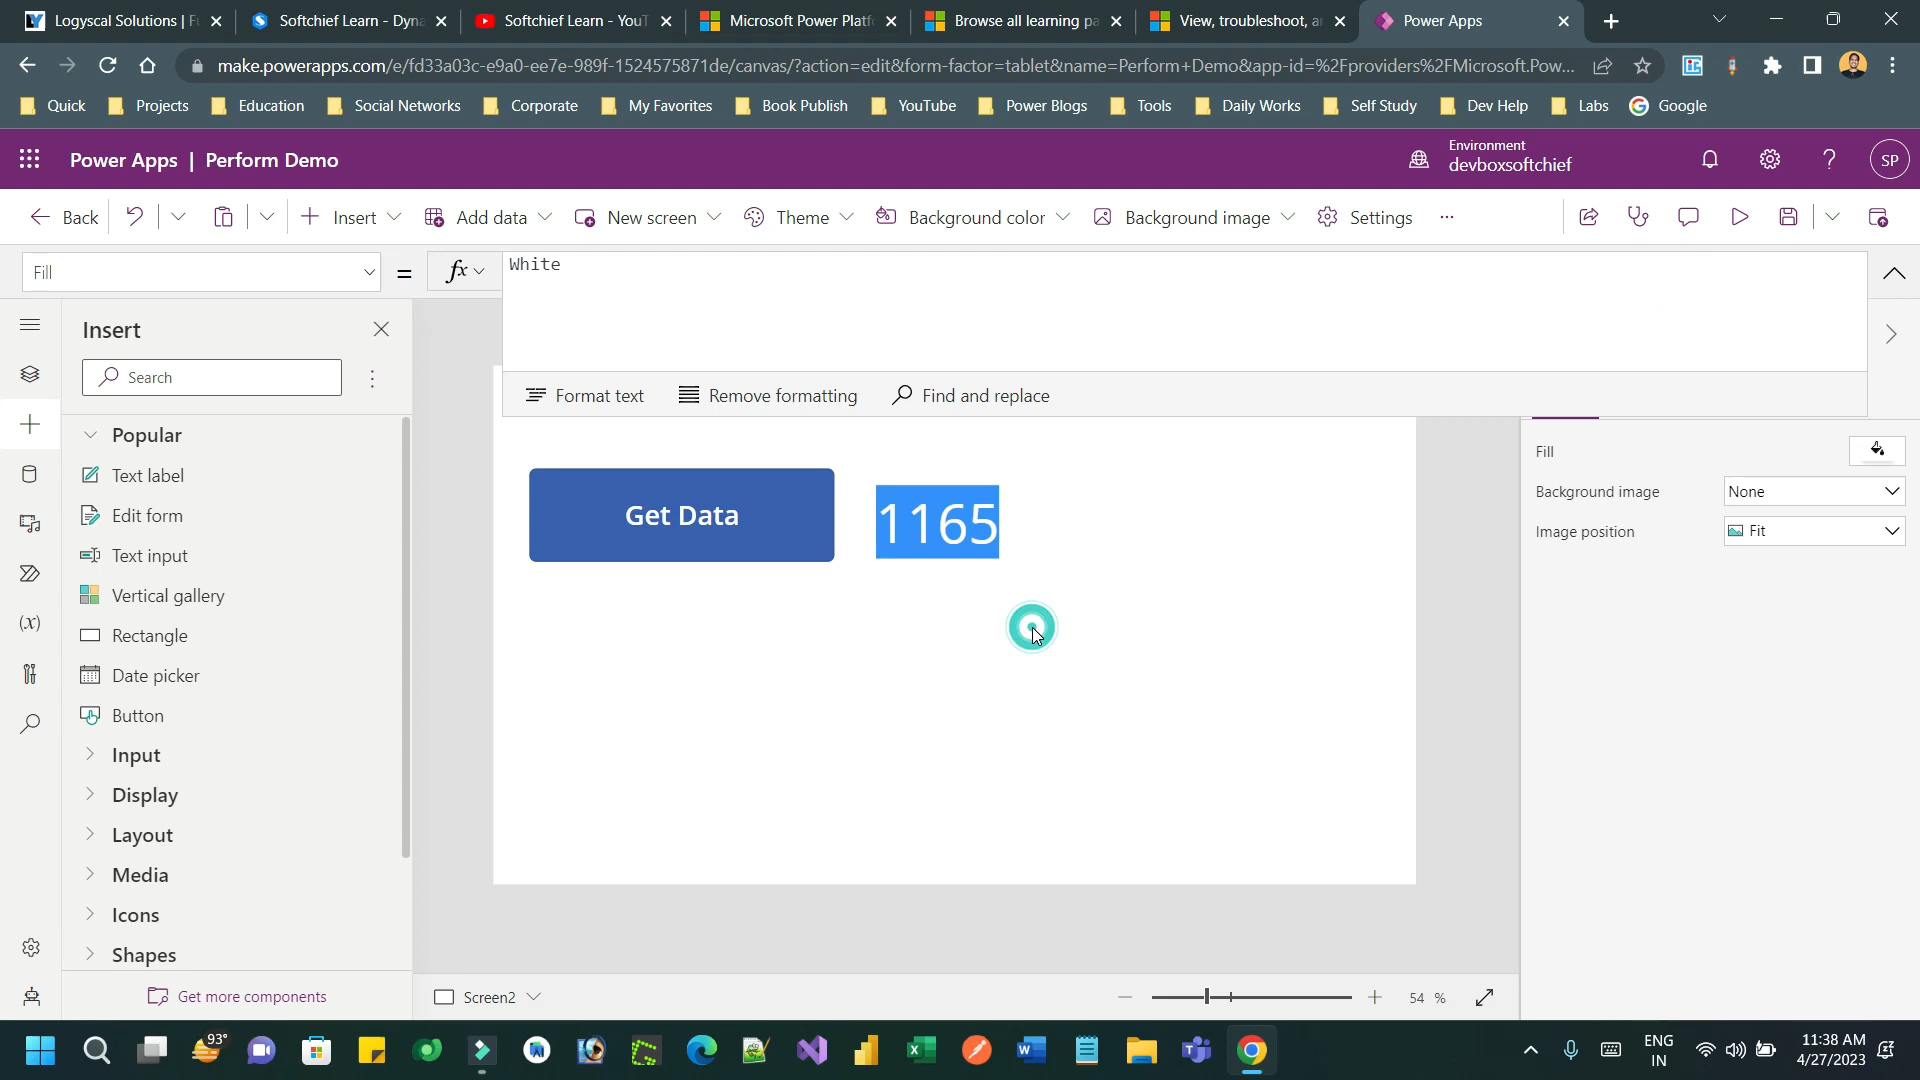 Logyscal Solutions | Fu
Softchief Learn - Dyna
Softchief Learn - YouT
Microsoft Power Platfo
Browse all learning pa
View, troubleshoot, an
Power Apps
make.powerapps.com/e/fd33a03c-e9a0-ee7e-989f-1524575871de/canvas/?action=edit&form-factor=tablet&name=Perform+Demo&app-id=%2Fproviders%2FMicrosoft.Pow...
Quick
Projects
Education
Social Networks
Corporate
My Favorites
Book Publish
YouTube
Power Blogs
Tools
Daily Works
Self Study
Dev Help
Labs
Google
Power Apps | Perform Demo
Environment
devboxsoftchief
SP
Back
Insert
Add data
New screen
Theme
Background color
Background image
Settings
Fill
=
fx
White
Format text
Remove formatting
Find and replace
Insert
Search
Popular
Text label
Edit form
Text input
Vertical gallery
Rectangle
Date picker
Button
Input
Display
Layout
Media
Icons
Shapes
Get more components
Get Data
1165
Fill
Background image
None
Image position
Fit
Screen2
54 %
93°
ENG
IN
11:38 AM
4/27/2023